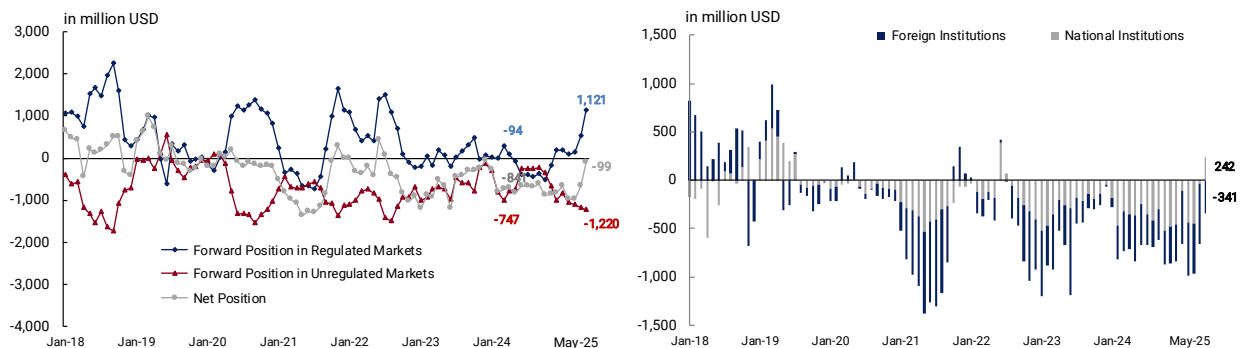 in million USD
3,000
2,000
1,000
0
-1,000
-2,000
-3,000
-4,000
1,121
-94
-99
-747
-1,220
Forward Position in Regulated Markets
Forward Position in Unregulated Markets
Net Position
Jan-18
Jan-19
Jan-20
Jan-21
Jan-22
Jan-23
Jan-24
May-25
in million USD
Foreign Institutions
National Institutions
1,500
1,000
500
0
-500
-1,000
-1,500
242
-341
Jan-18
Jan-19
Jan-20
Jan-21
Jan-22
Jan-23
Jan-24
May-25